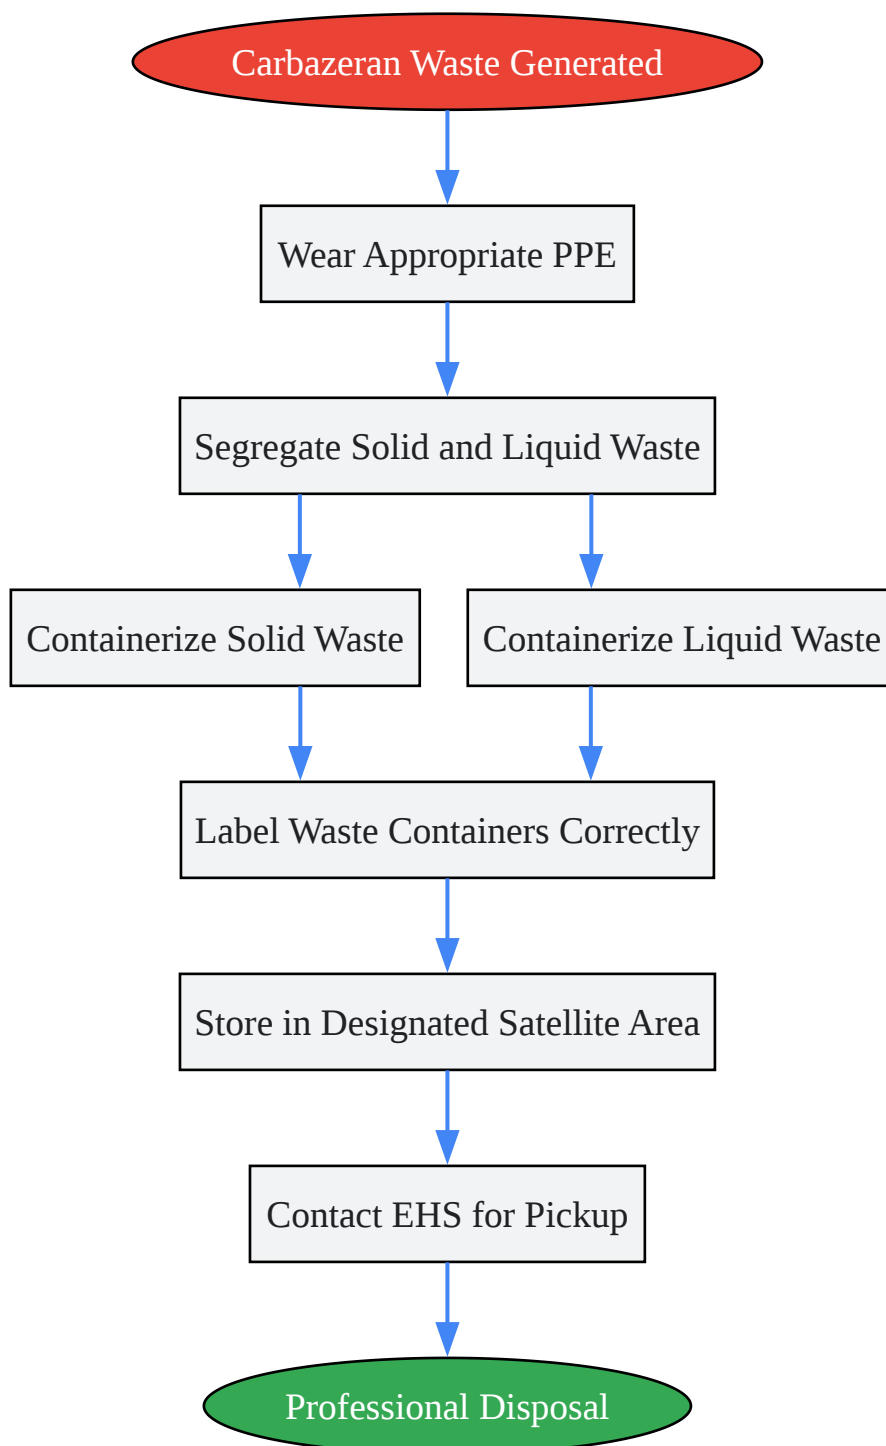 Carbazeran Waste Generated
Wear Appropriate PPE
Segregate Solid and Liquid Waste
Containerize Solid Waste
Containerize Liquid Waste
Label Waste Containers Correctly
Store in Designated Satellite Area
Contact EHS for Pickup
Professional Disposal